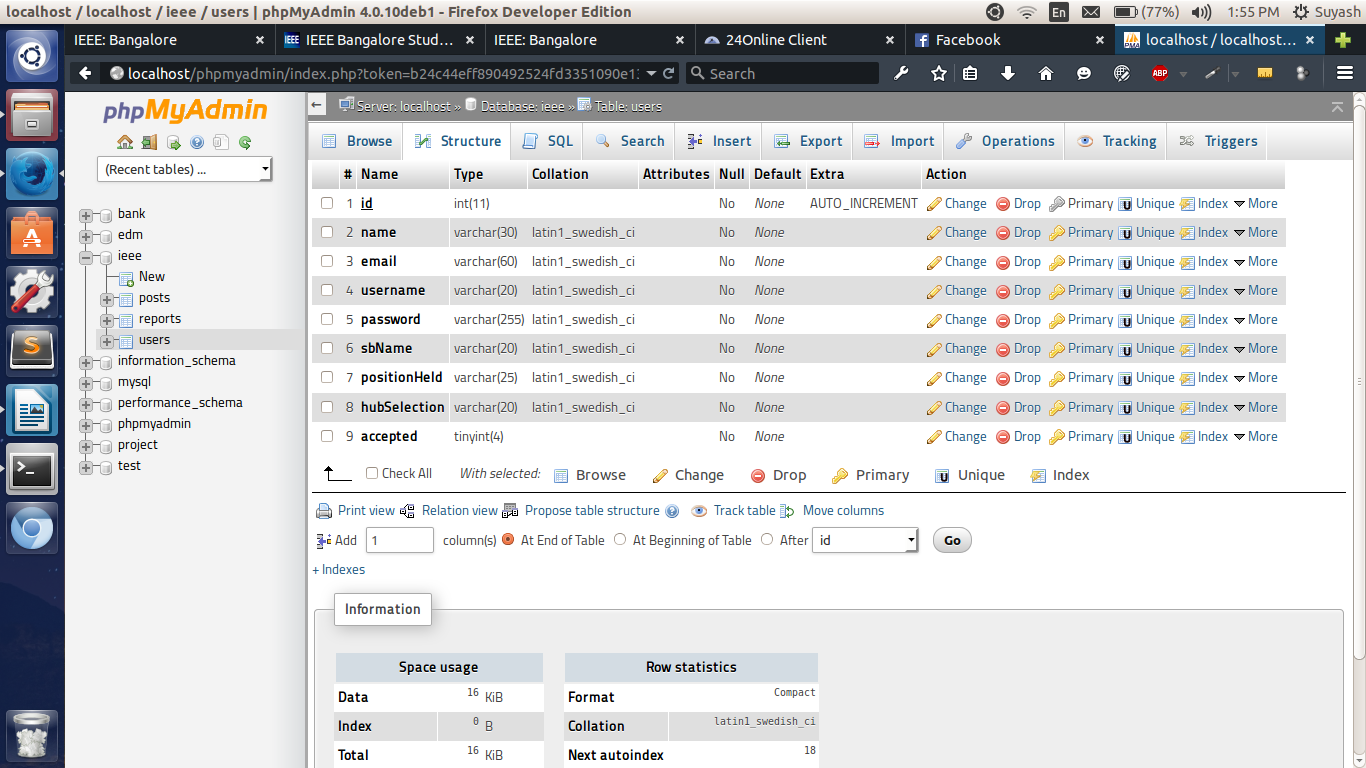 localhost / localhost / ieee / users | phpMyAdmin 4.0.10deb1 - Firefox Developer Edition
En (77%) 1:55 PM Suyash
IEEE: Bangalore
IEEE Bangalore Stud...
IEEE: Bangalore
24Online Client
Facebook
localhost / localhost...
localhost/phpmyadmin/index.php?token=b24c44eff890492524fd3351090e13
Search
ABP
phpMyAdmin
(Recent tables) ...
bank
edm
ieee
New
posts
reports
users
information_schema
mysql
performance_schema
phpmyadmin
project
test
Server: localhost » Database: ieee » Table: users
Browse Structure SQL Search Insert Export Import Operations Tracking Triggers
# Name Type Collation Attributes Null Default Extra Action
1 id int(11) No None AUTO_INCREMENT Change Drop Primary Unique Index More
2 name varchar(30) latin1_swedish_ci No None Change Drop Primary Unique Index More
3 email varchar(60) latin1_swedish_ci No None Change Drop Primary Unique Index More
4 username varchar(20) latin1_swedish_ci No None Change Drop Primary Unique Index More
5 password varchar(255) latin1_swedish_ci No None Change Drop Primary Unique Index More
6 sbName varchar(20) latin1_swedish_ci No None Change Drop Primary Unique Index More
7 positionHeld varchar(25) latin1_swedish_ci No None Change Drop Primary Unique Index More
8 hubSelection varchar(20) latin1_swedish_ci No None Change Drop Primary Unique Index More
9 accepted tinyint(4) No None Change Drop Primary Unique Index More
Check All With selected: Browse Change Drop Primary Unique Index
Print view Relation view Propose table structure Track table Move columns
Add 1 column(s) At End of Table At Beginning of Table After id Go
+ Indexes
Information
Space usage
Data 16 KiB
Index 0 B
Total 16 KiB
Row statistics
Format Compact
Collation latin1_swedish_ci
Next autoindex 18